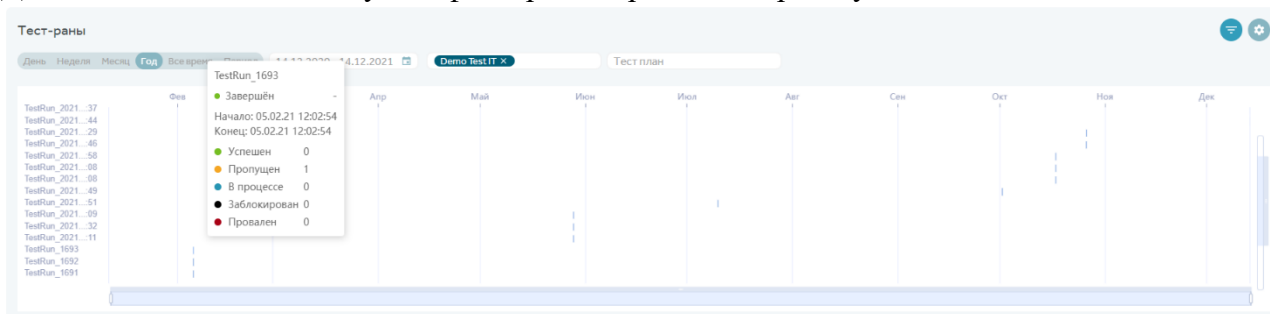 Тест-раны
День Неделя Месяц Год Все время 14.12.2021 Demo Test IT × Тест план
TestRun_1693
Завершён -
Начало: 05.02.21 12:02:54
Конец: 05.02.21 12:02:54
Успешен 0
Пропущен 1
В процессе 0
Заблокирован 0
Провален 0
Фев Апр Май Июн Июл Авг Сен Окт Ноя Дек
TestRun_2021...:37
TestRun_2021...:44
TestRun_2021...:29
TestRun_2021...:46
TestRun_2021...:58
TestRun_2021...:08
TestRun_2021...:08
TestRun_2021...:49
TestRun_2021...:51
TestRun_2021...:09
TestRun_2021...:32
TestRun_2021...:11
TestRun_1693
TestRun_1692
TestRun_1691